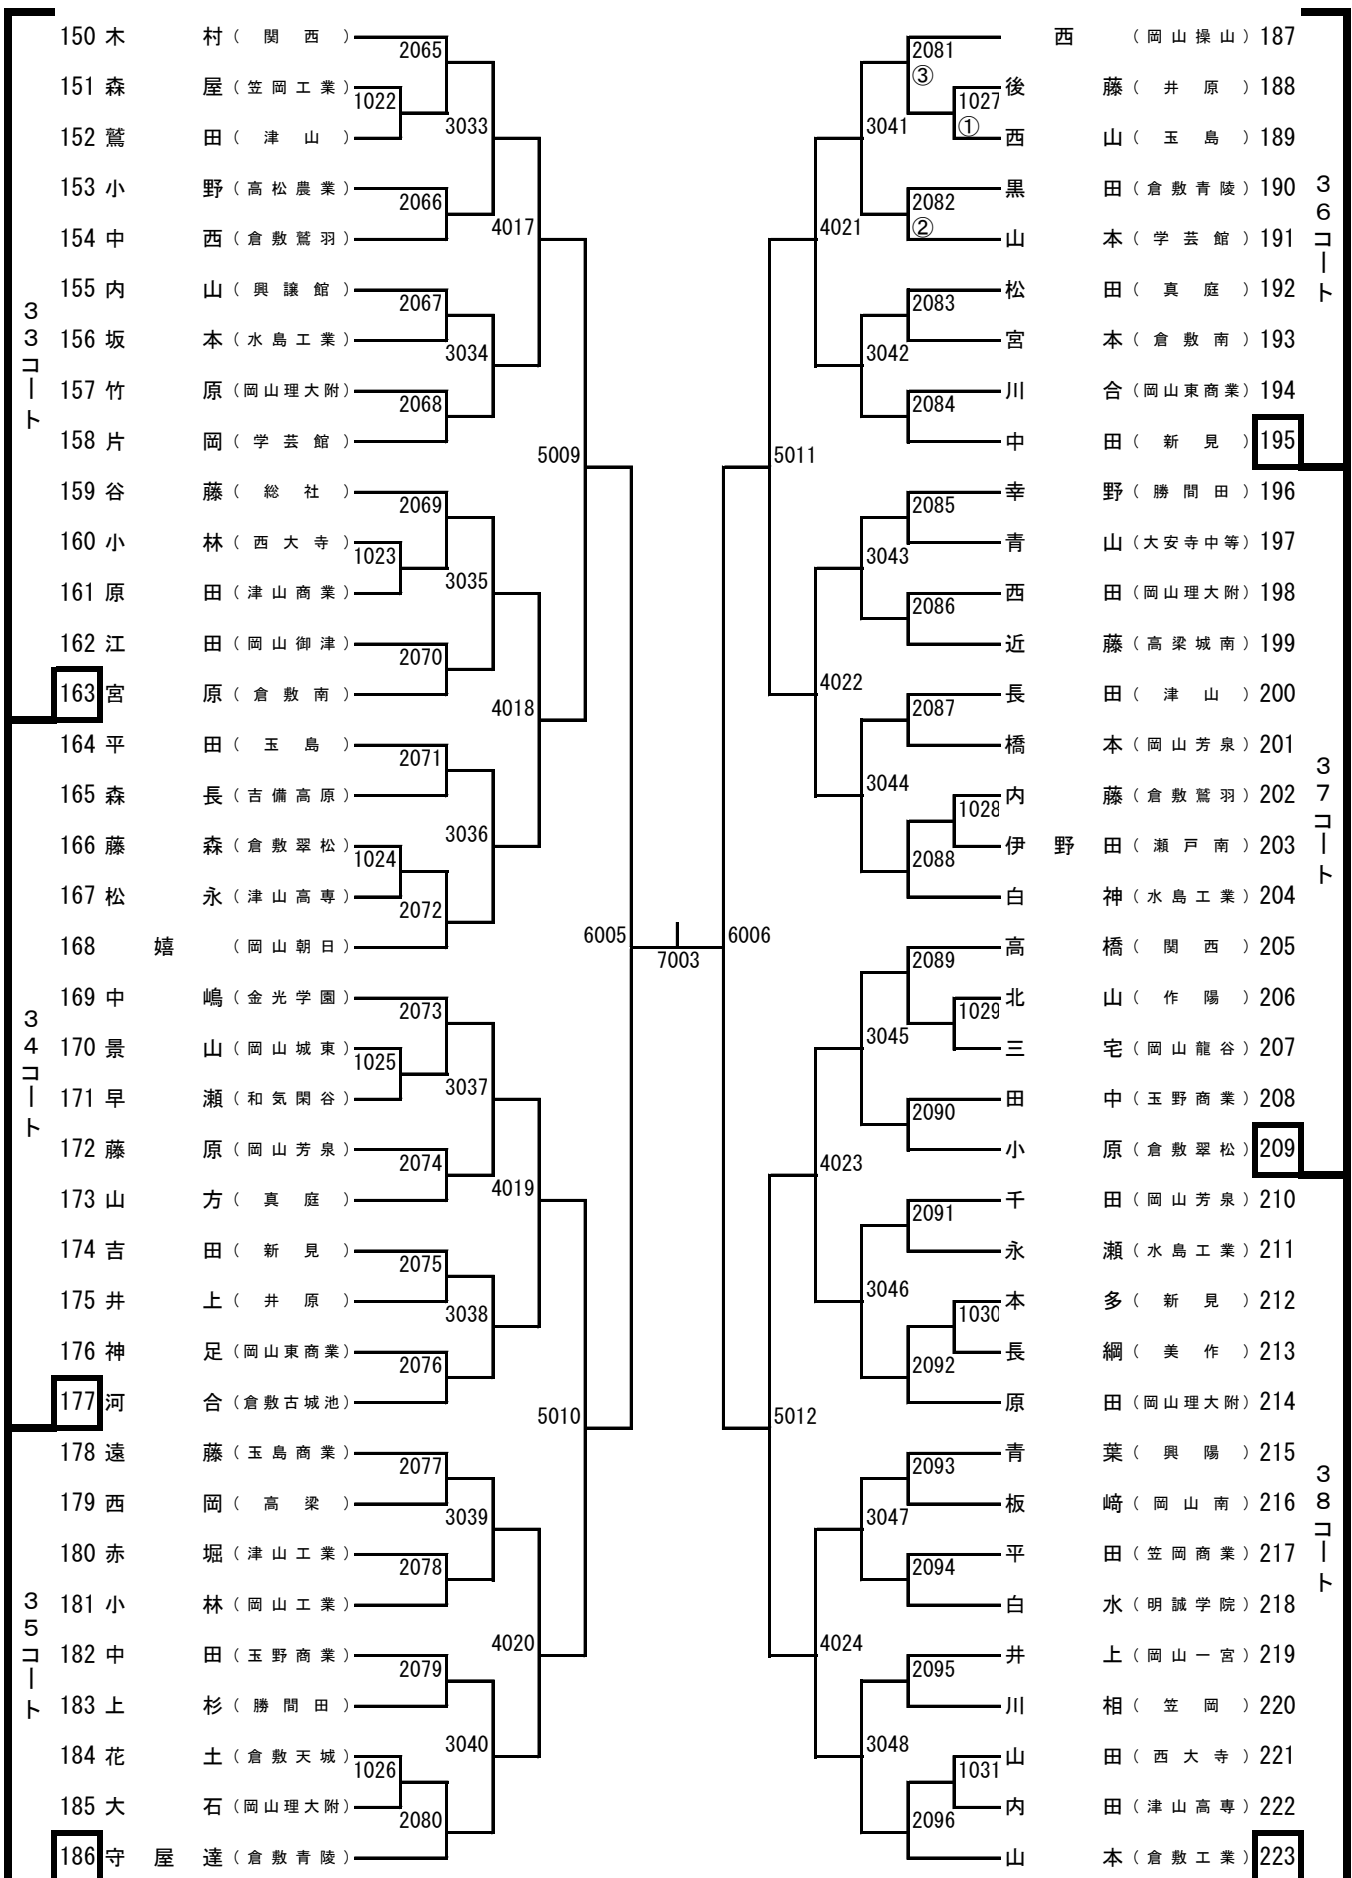 33コート
150 木村（関西）
151 森屋（笠岡工業）
152 鷲田（津山）
153 小野（高松農業）
154 中西（倉敷鷲羽）
155 内山（興譲館）
156 坂本（水島工業）
157 竹原（岡山理大附）
158 片岡（学芸館）
159 谷藤（総社）
160 小林（西大寺）
161 原田（津山商業）
162 江田（岡山御津）
163 宮原（倉敷南）
34コート
164 平田（玉島）
165 森長（吉備高原）
166 藤森（倉敷翠松）
167 松永（津山高専）
168 嬉（岡山朝日）
169 中嶋（金光学園）
170 景山（岡山城東）
171 早瀬（和気閑谷）
172 藤原（岡山芳泉）
173 山方（真庭）
174 吉田（新見）
175 井上（井原）
176 神足（岡山東商業）
177 河合（倉敷古城池）
35コート
178 遠藤（玉島商業）
179 西岡（高梁）
180 赤堀（津山工業）
181 小林（岡山工業）
182 中田（玉野商業）
183 上杉（勝間田）
184 花土（倉敷天城）
185 大石（岡山理大附）
186 守屋達（倉敷青陵）
1022
1023
1024
1025
1026
2065
2066
2067
2068
2069
2070
2071
2072
2073
2074
2075
2076
2077
2078
2079
2080
3033
3034
3035
3036
3037
3038
3039
3040
4017
4018
4019
4020
5009
5010
6005
7003
6006
5011
5012
4021
4022
4023
4024
3041
3042
3043
3044
3045
3046
3047
3048
2081
③
2082
②
2083
2084
2085
2086
2087
2088
2089
2090
2091
2092
2093
2094
2095
2096
1027
①
1028
1029
1030
1031
西（岡山操山）187
後藤（井原）188
西山（玉島）189
黒田（倉敷青陵）190
山本（学芸館）191
松田（真庭）192
宮本（倉敷南）193
川合（岡山東商業）194
中田（新見）195
36コート
幸野（勝間田）196
青山（大安寺中等）197
西田（岡山理大附）198
近藤（高梁城南）199
長田（津山）200
橋本（岡山芳泉）201
内藤（倉敷鷲羽）202
伊野田（瀬戸南）203
白神（水島工業）204
高橋（関西）205
北山（作陽）206
三宅（岡山龍谷）207
田中（玉野商業）208
小原（倉敷翠松）209
37コート
千田（岡山芳泉）210
永瀬（水島工業）211
本多（新見）212
長綱（美作）213
原田（岡山理大附）214
青葉（興陽）215
板﨑（岡山南）216
平田（笠岡商業）217
白水（明誠学院）218
井上（岡山一宮）219
川相（笠岡）220
山田（西大寺）221
内田（津山高専）222
山本（倉敷工業）223
38コート